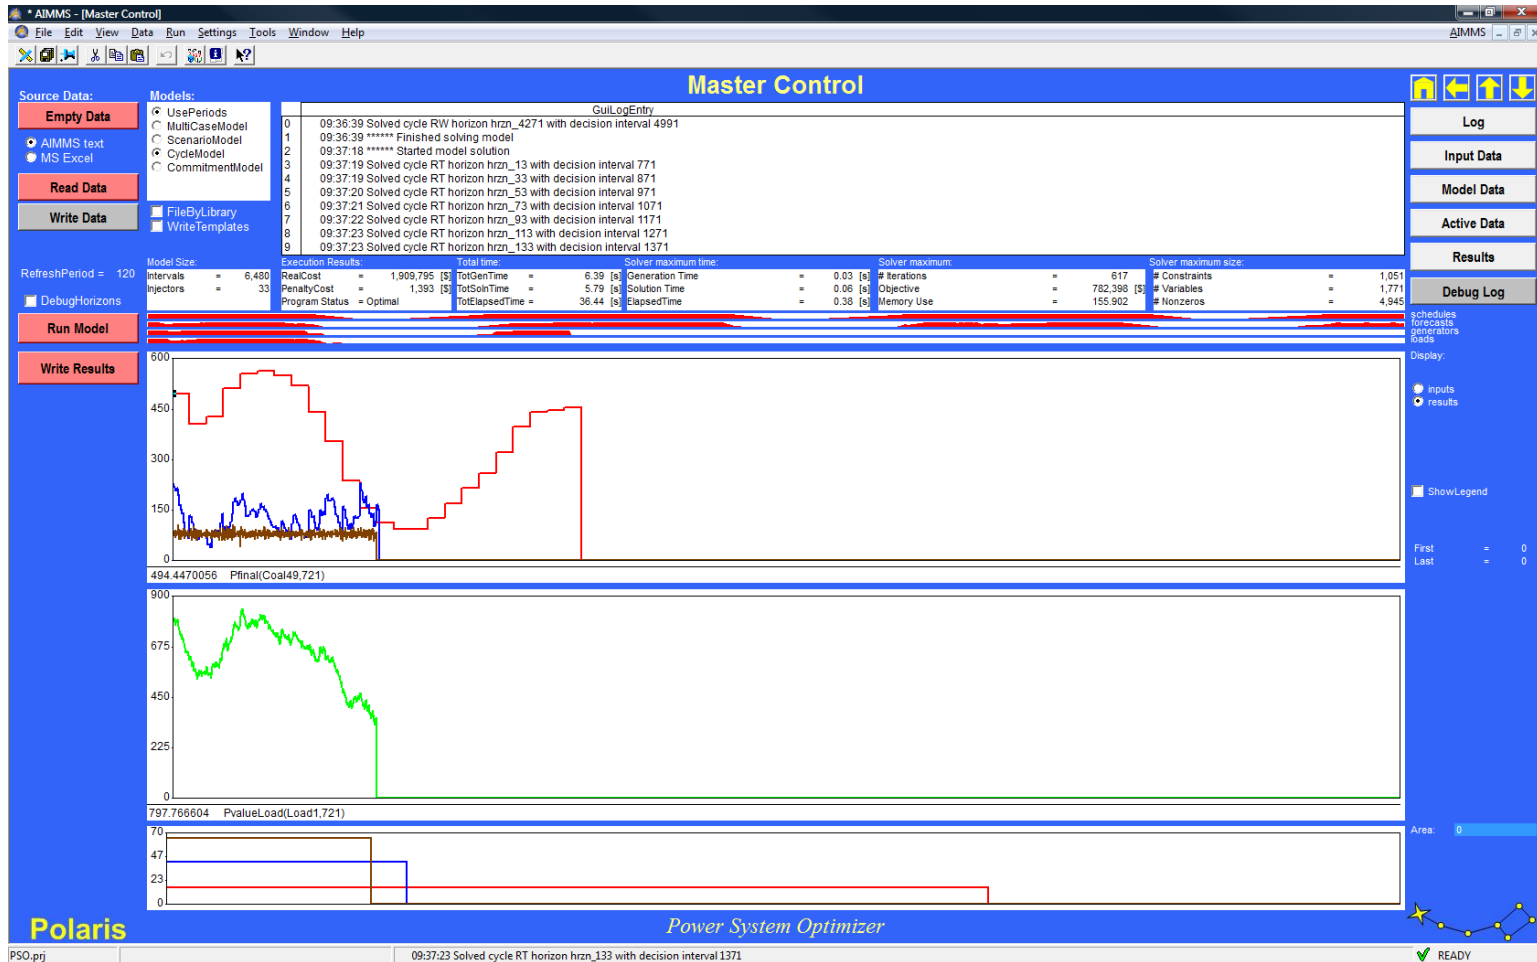 * AIMMS - [Master Control]
File Edit View Data Run Settings Tools Window Help
AIMMS
Master Control
Source Data:
Empty Data
AIMMS text
MS Excel
Read Data
Write Data
RefreshPeriod = 120
DebugHorizons
Run Model
Write Results
Models:
UsePeriods
MultiCaseModel
ScenarioModel
CycleModel
CommitmentModel
FileByLibrary
WriteTemplates
GuiLogEntry
0 09:36:39 Solved cycle RW horizon hrzn_4271 with decision interval 4991
1 09:36:39 ****** Finished solving model
2 09:37:18 ****** Started model solution
3 09:37:19 Solved cycle RT horizon hrzn_13 with decision interval 771
4 09:37:19 Solved cycle RT horizon hrzn_33 with decision interval 871
5 09:37:20 Solved cycle RT horizon hrzn_53 with decision interval 971
6 09:37:21 Solved cycle RT horizon hrzn_73 with decision interval 1071
7 09:37:22 Solved cycle RT horizon hrzn_93 with decision interval 1171
8 09:37:23 Solved cycle RT horizon hrzn_113 with decision interval 1271
9 09:37:23 Solved cycle RT horizon hrzn_133 with decision interval 1371
Model Size: Execution Results: Total time: Solver maximum time: Solver maximum: Solver maximum size:
Intervals = 6,480 RealCost = 1,909,795 [$] TotGenTime = 6.39 [s] Generation Time = 0.03 [s] # Iterations = 617 # Constraints = 1,051
Injectors = 33 PenaltyCost = 1,393 [$] TotSolnTime = 5.79 [s] Solution Time = 0.06 [s] Objective = 782,398 [$] # Variables = 1,771
Program Status = Optimal TotElapsedTime = 36.44 [s] ElapsedTime = 0.38 [s] Memory Use = 155.902 # Nonzeros = 4,945
Log
Input Data
Model Data
Active Data
Results
Debug Log
schedules
forecasts
generators
loads
Display:
inputs
results
ShowLegend
First = 0
Last = 0
Area: 0
600
450
300
150
0
494.4470056 Pfinal(Coal49,721)
900
675
450
225
0
797.766604 PvalueLoad(Load1,721)
70
47
23
0
Polaris
Power System Optimizer
PSO.prj
09:37:23 Solved cycle RT horizon hrzn_133 with decision interval 1371
READY